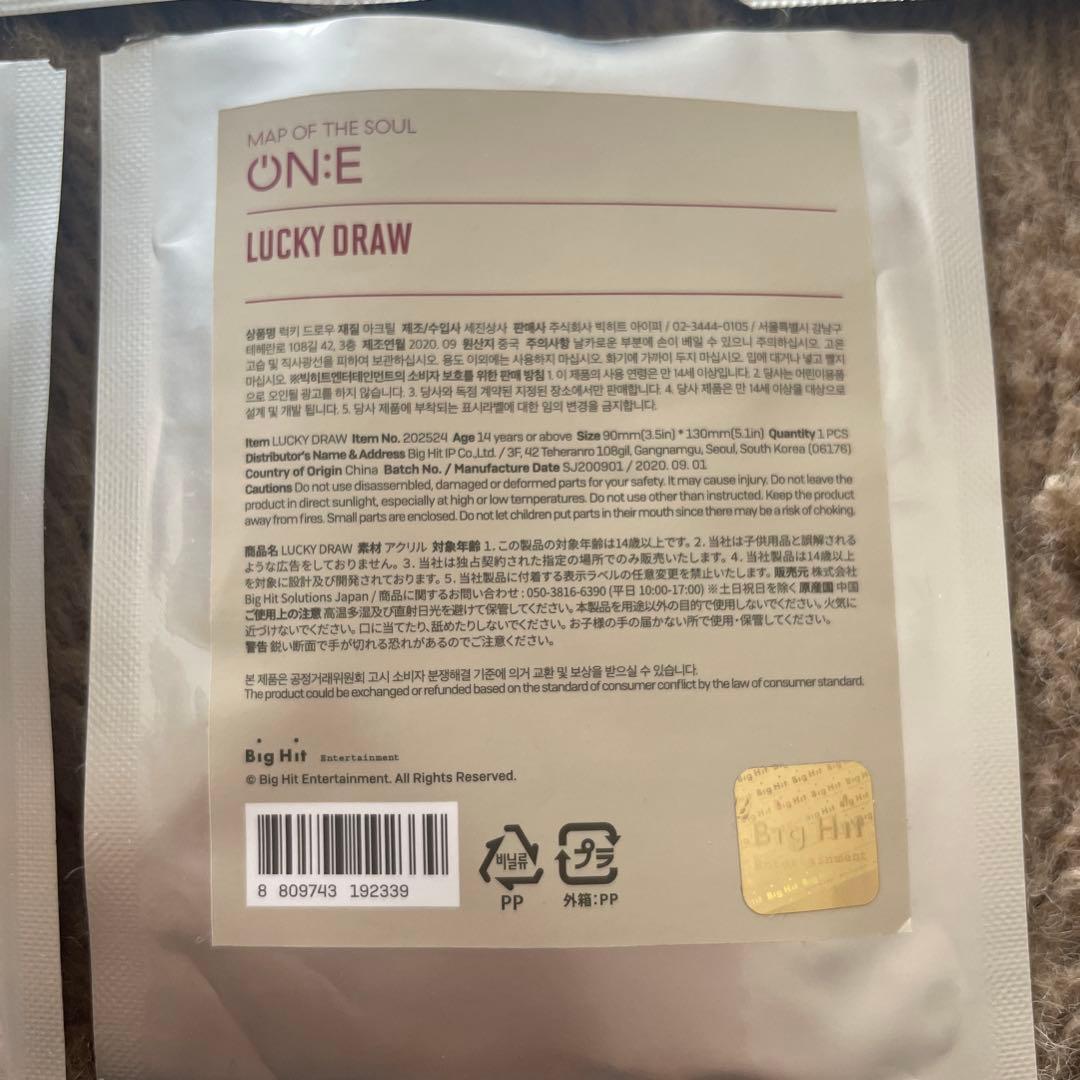 MAP OF THE SOUL
ON:E
LUCKY DRAW
상품명 럭키 드로우 재질 아크릴 제조/수입사 세진상사 판매사 주식회사 빅히트 아이피 / 02-3444-0105 / 서울특별시 강남구
테헤란로 108길 42, 3층 제조연월 2020. 09 원산지 중국 주의사항 날카로운 부분에 손이 베일 수 있으니 주의하십시오. 고온
고습 및 직사광선을 피하여 보관하십시오. 용도 이외에는 사용하지 마십시오. 화기에 가까이 두지 마십시오. 입에 대거나 넣고 빨지
마십시오. ※빅히트엔터테인먼트의 소비자 보호를 위한 판매 방침 1. 이 제품의 사용 연령은 만 14세 이상입니다. 2. 당사는 어린이용품
으로 오인될 광고를 하지 않습니다. 3. 당사와 독점 계약된 지정된 장소에서만 판매합니다. 4. 당사 제품은 만 14세 이상을 대상으로
설계 및 개발 됩니다. 5. 당사 제품에 부착되는 표시라벨에 대한 임의 변경을 금지합니다.
Item LUCKY DRAW Item No. 202524 Age 14 years or above Size 90mm(3.5in) * 130mm(5.1in) Quantity 1 PCS
Distributor's Name & Address Big Hit IP Co.,Ltd. / 3F, 42 Teheranro 108gil, Gangnamgu, Seoul, South Korea (06176)
Country of Origin China Batch No. / Manufacture Date SJ200901 / 2020. 09. 01
Cautions Do not use disassembled, damaged or deformed parts for your safety. It may cause injury. Do not leave the
product in direct sunlight, especially at high or low temperatures. Do not use other than instructed. Keep the product
away from fires. Small parts are enclosed. Do not let children put parts in their mouth since there may be a risk of choking.
商品名 LUCKY DRAW 素材 アクリル 対象年齢 1. この製品の対象年齢は14歳以上です。2. 当社は子供用品と誤解される
ような広告をしておりません。3. 当社は独占契約された指定の場所でのみ販売いたします。4. 当社製品は14歳以上
を対象に設計及び開発されております。5. 当社製品に付着する表示ラベルの任意変更を禁止いたします。販売元 株式会社
Big Hit Solutions Japan / 商品に関するお問い合わせ : 050-3816-6390 (平日 10:00-17:00) ※土日祝日を除く 原産国 中国
ご使用上の注意 高温多湿及び直射日光を避けて保管してください。本製品を用途以外の目的で使用しないでください。火気に
近づけないでください。口に当てたり、舐めたりしないでください。お子様の手の届かない所で使用・保管してください。
警告 鋭い断面で手が切れる恐れがあるのでご注意ください。
본 제품은 공정거래위원회 고시 소비자 분쟁해결 기준에 의거 교환 및 보상을 받으실 수 있습니다.
The product could be exchanged or refunded based on the standard of consumer conflict by the law of consumer standard.
Big Hit Entertainment
© Big Hit Entertainment. All Rights Reserved.
8 809743 192339
비닐류
PP
プラ
外箱:PP
Big Hit Big Hit Big Hit
Big Hit
Entertainment
Big Hit Big Hit